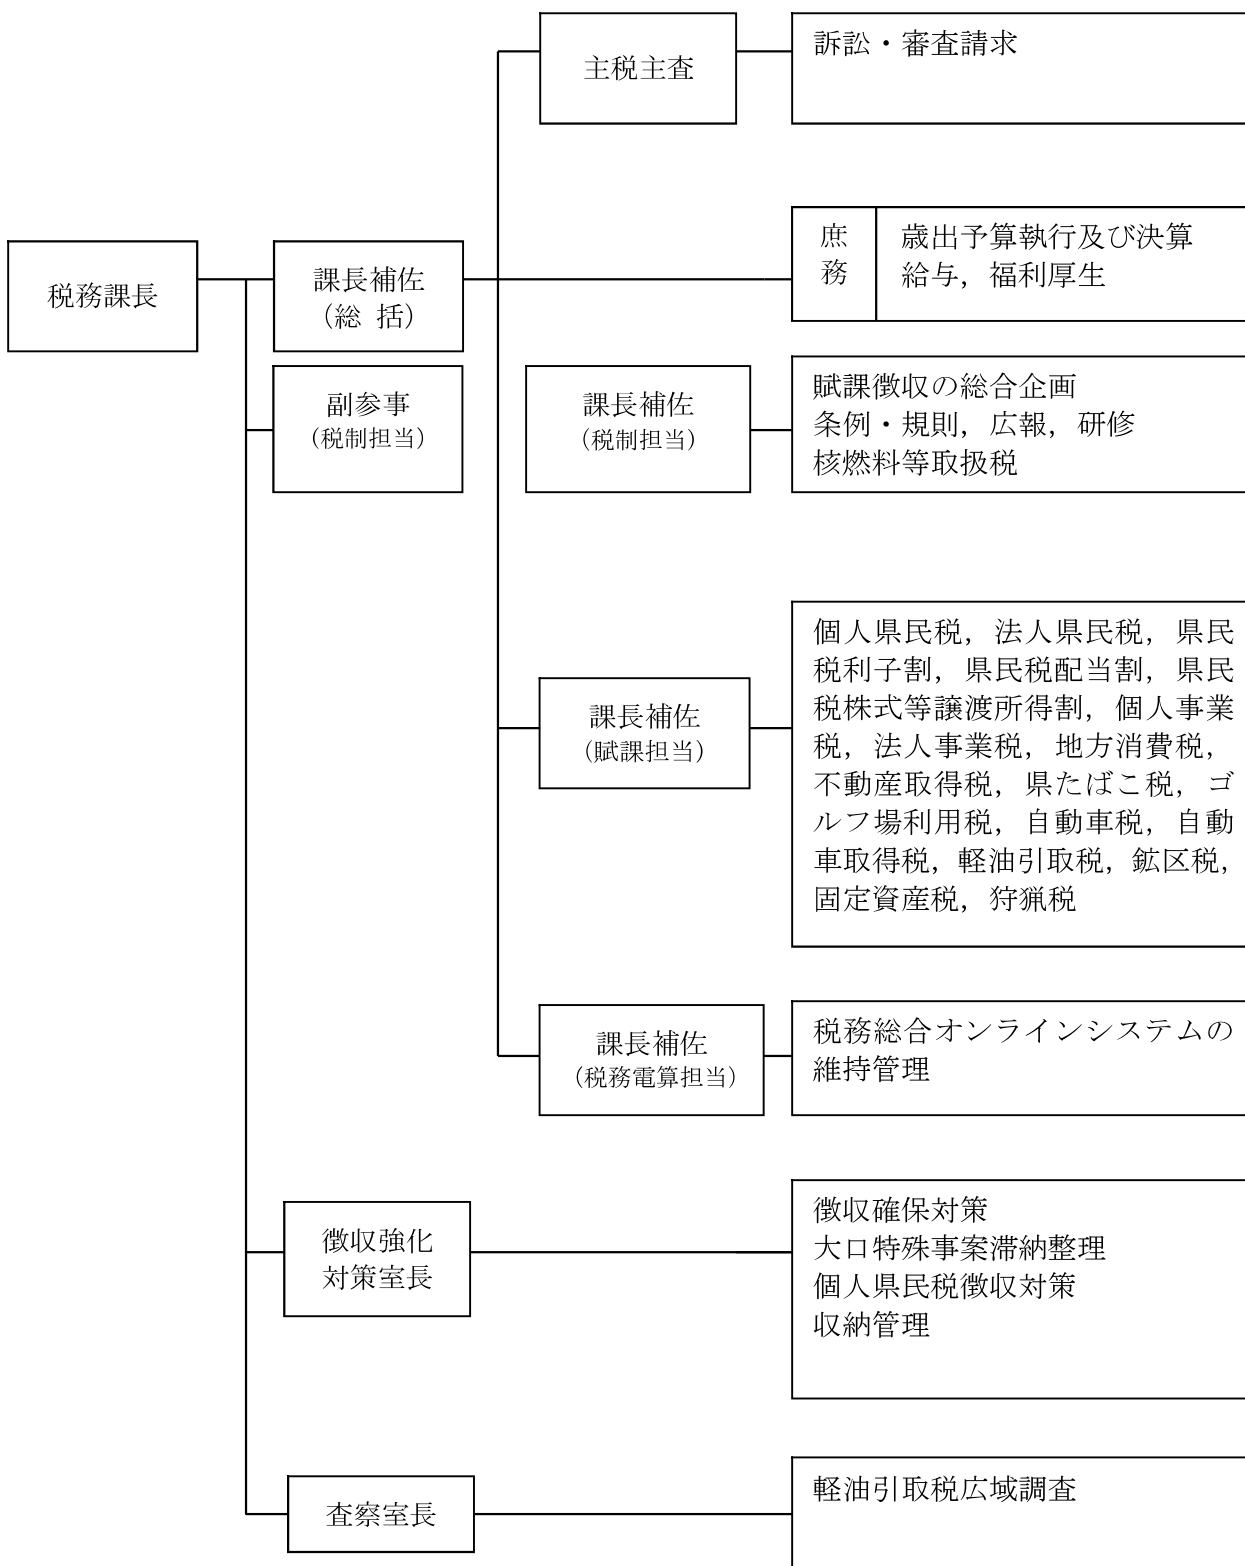 主税主査
訴訟・審査請求
税務課長
課長補佐
（総 括）
庶
務
歳出予算執行及び決算
給与，福利厚生
副参事
（税制担当）
課長補佐
（税制担当）
賦課徴収の総合企画
条例・規則，広報，研修
核燃料等取扱税
課長補佐
（賦課担当）
個人県民税，法人県民税，県民
税利子割，県民税配当割，県民
税株式等譲渡所得割，個人事業
税，法人事業税，地方消費税，
不動産取得税，県たばこ税，ゴ
ルフ場利用税，自動車税，自動
車取得税，軽油引取税，鉱区税，
固定資産税，狩猟税
課長補佐
（税務電算担当）
税務総合オンラインシステムの
維持管理
徴収強化
対策室長
徴収確保対策
大口特殊事案滞納整理
個人県民税徴収対策
収納管理
査察室長
軽油引取税広域調査